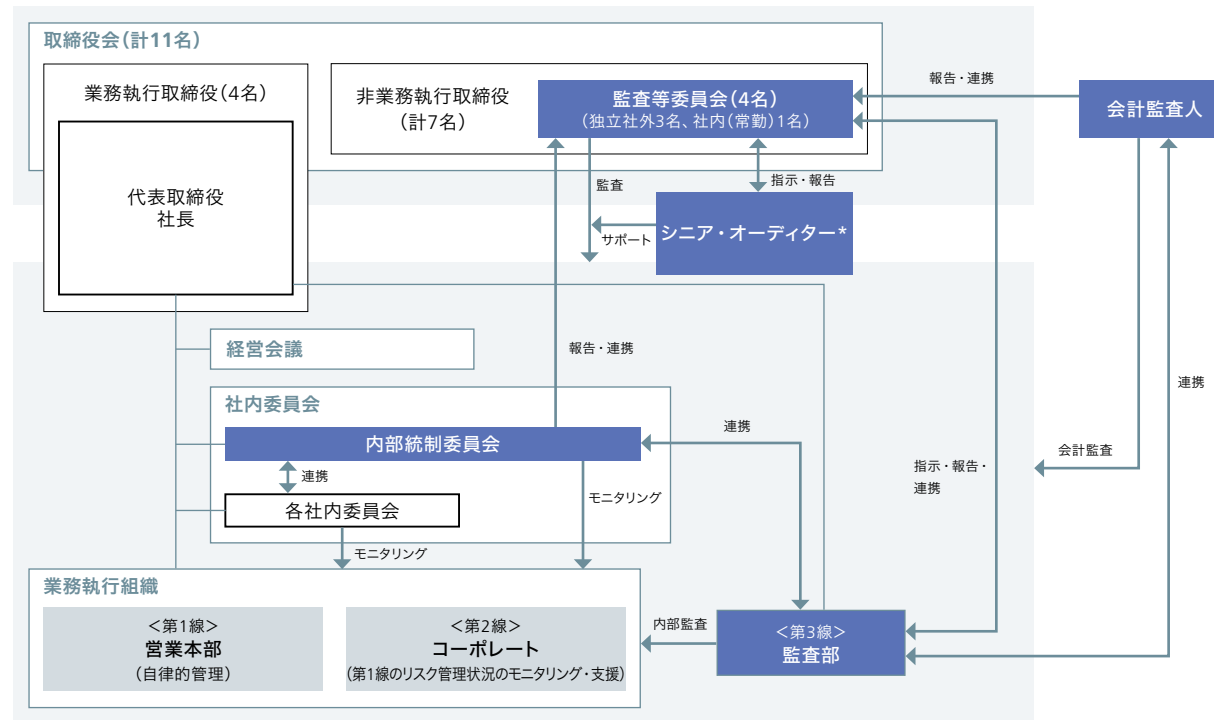 取締役会(計11名)
業務執行取締役(4名)
代表取締役
社長
非業務執行取締役
(計7名)
監査等委員会(4名)
(独立社外3名、社内(常勤)1名)
報告・連携
会計監査人
監査
指示・報告
サポート
シニア・オーディター*
経営会議
報告・連携
社内委員会
内部統制委員会
連携
各社内委員会
モニタリング
モニタリング
連携
指示・報告・
連携
会計監査
連携
業務執行組織
<第1線>
営業本部
(自律的管理)
<第2線>
コーポレート
(第1線のリスク管理状況のモニタリング・支援)
内部監査
<第3線>
監査部